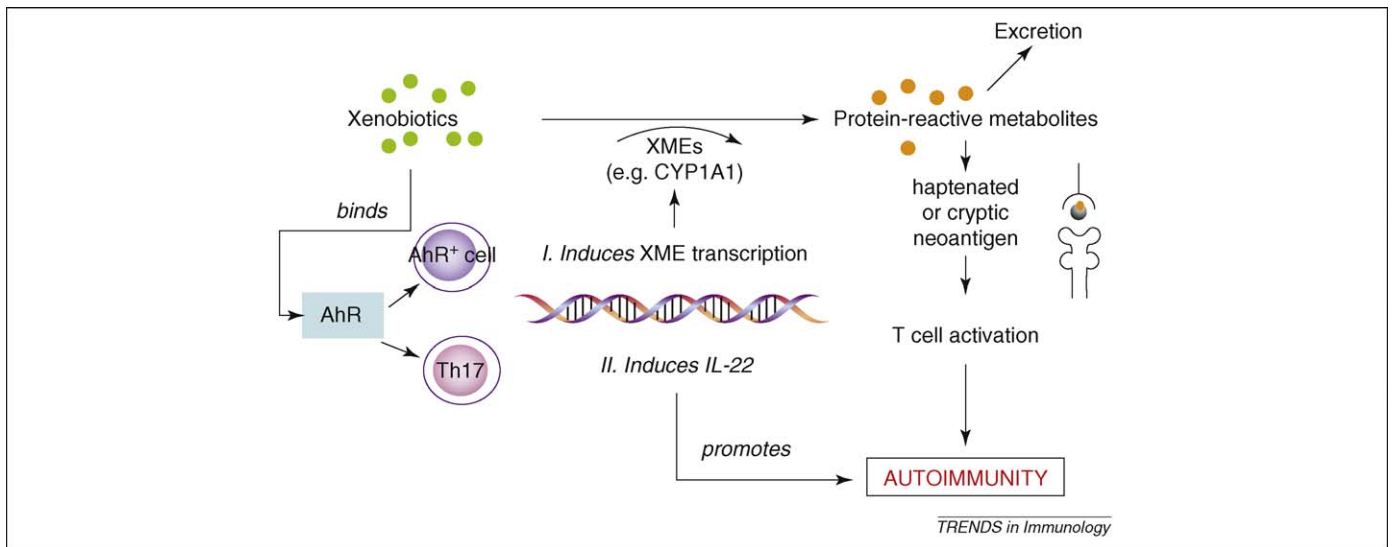 Excretion
Xenobiotics
Protein-reactive metabolites
XMEs
(e.g. CYP1A1)
haptenated
or cryptic
neoantigen
binds
AhR+ cell
I. Induces XME transcription
AhR
T cell activation
Th17
II. Induces IL-22
promotes
AUTOIMMUNITY
TRENDS in Immunology